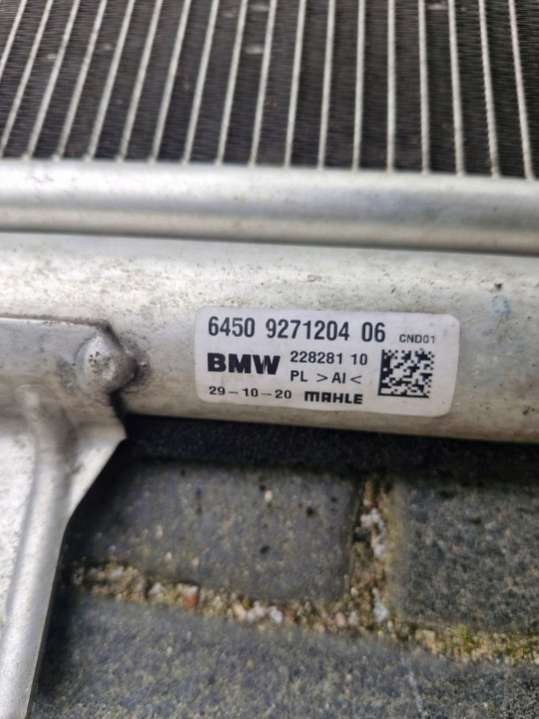 6450 9271204 06 CND01
BMW 228281 10
PL >Al<
29-10-20 MAHLE